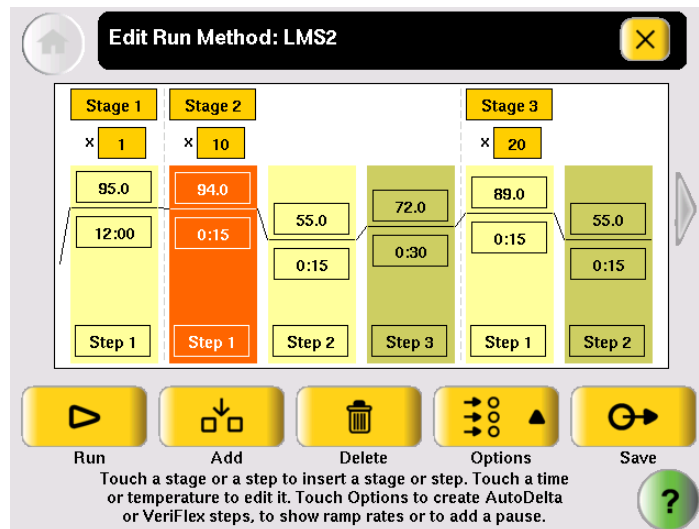 Edit Run Method: LMS2
Stage 1 Stage 2 Stage 3
x 1 x 10 x 20
95.0 94.0 55.0 72.0 89.0 55.0
12:00 0:15 0:15 0:30 0:15 0:15
Step 1 Step 1 Step 2 Step 3 Step 1 Step 2
Run Add Delete Options Save
Touch a stage or a step to insert a stage or step. Touch a time
or temperature to edit it. Touch Options to create AutoDelta
or VeriFlex steps, to show ramp rates or to add a pause.
?